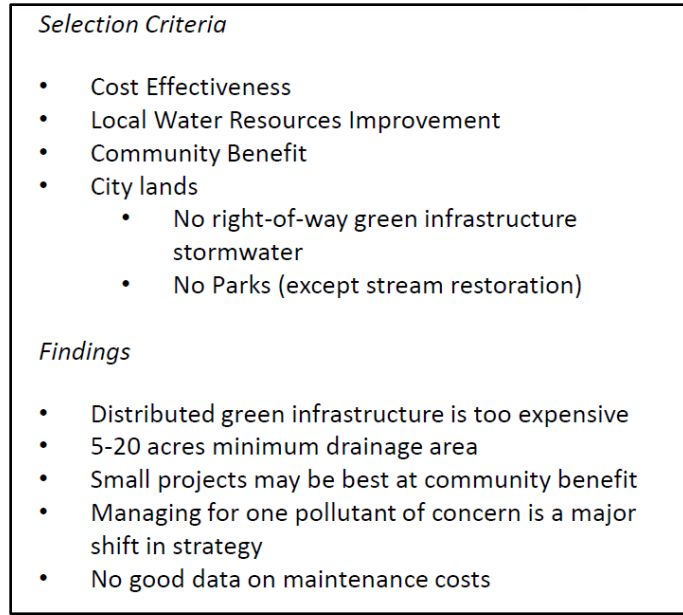 Selection Criteria
• Cost Effectiveness
• Local Water Resources Improvement
• Community Benefit
• City lands
• No right-of-way green infrastructure
stormwater
• No Parks (except stream restoration)
Findings
• Distributed green infrastructure is too expensive
• 5-20 acres minimum drainage area
• Small projects may be best at community benefit
• Managing for one pollutant of concern is a major
shift in strategy
• No good data on maintenance costs